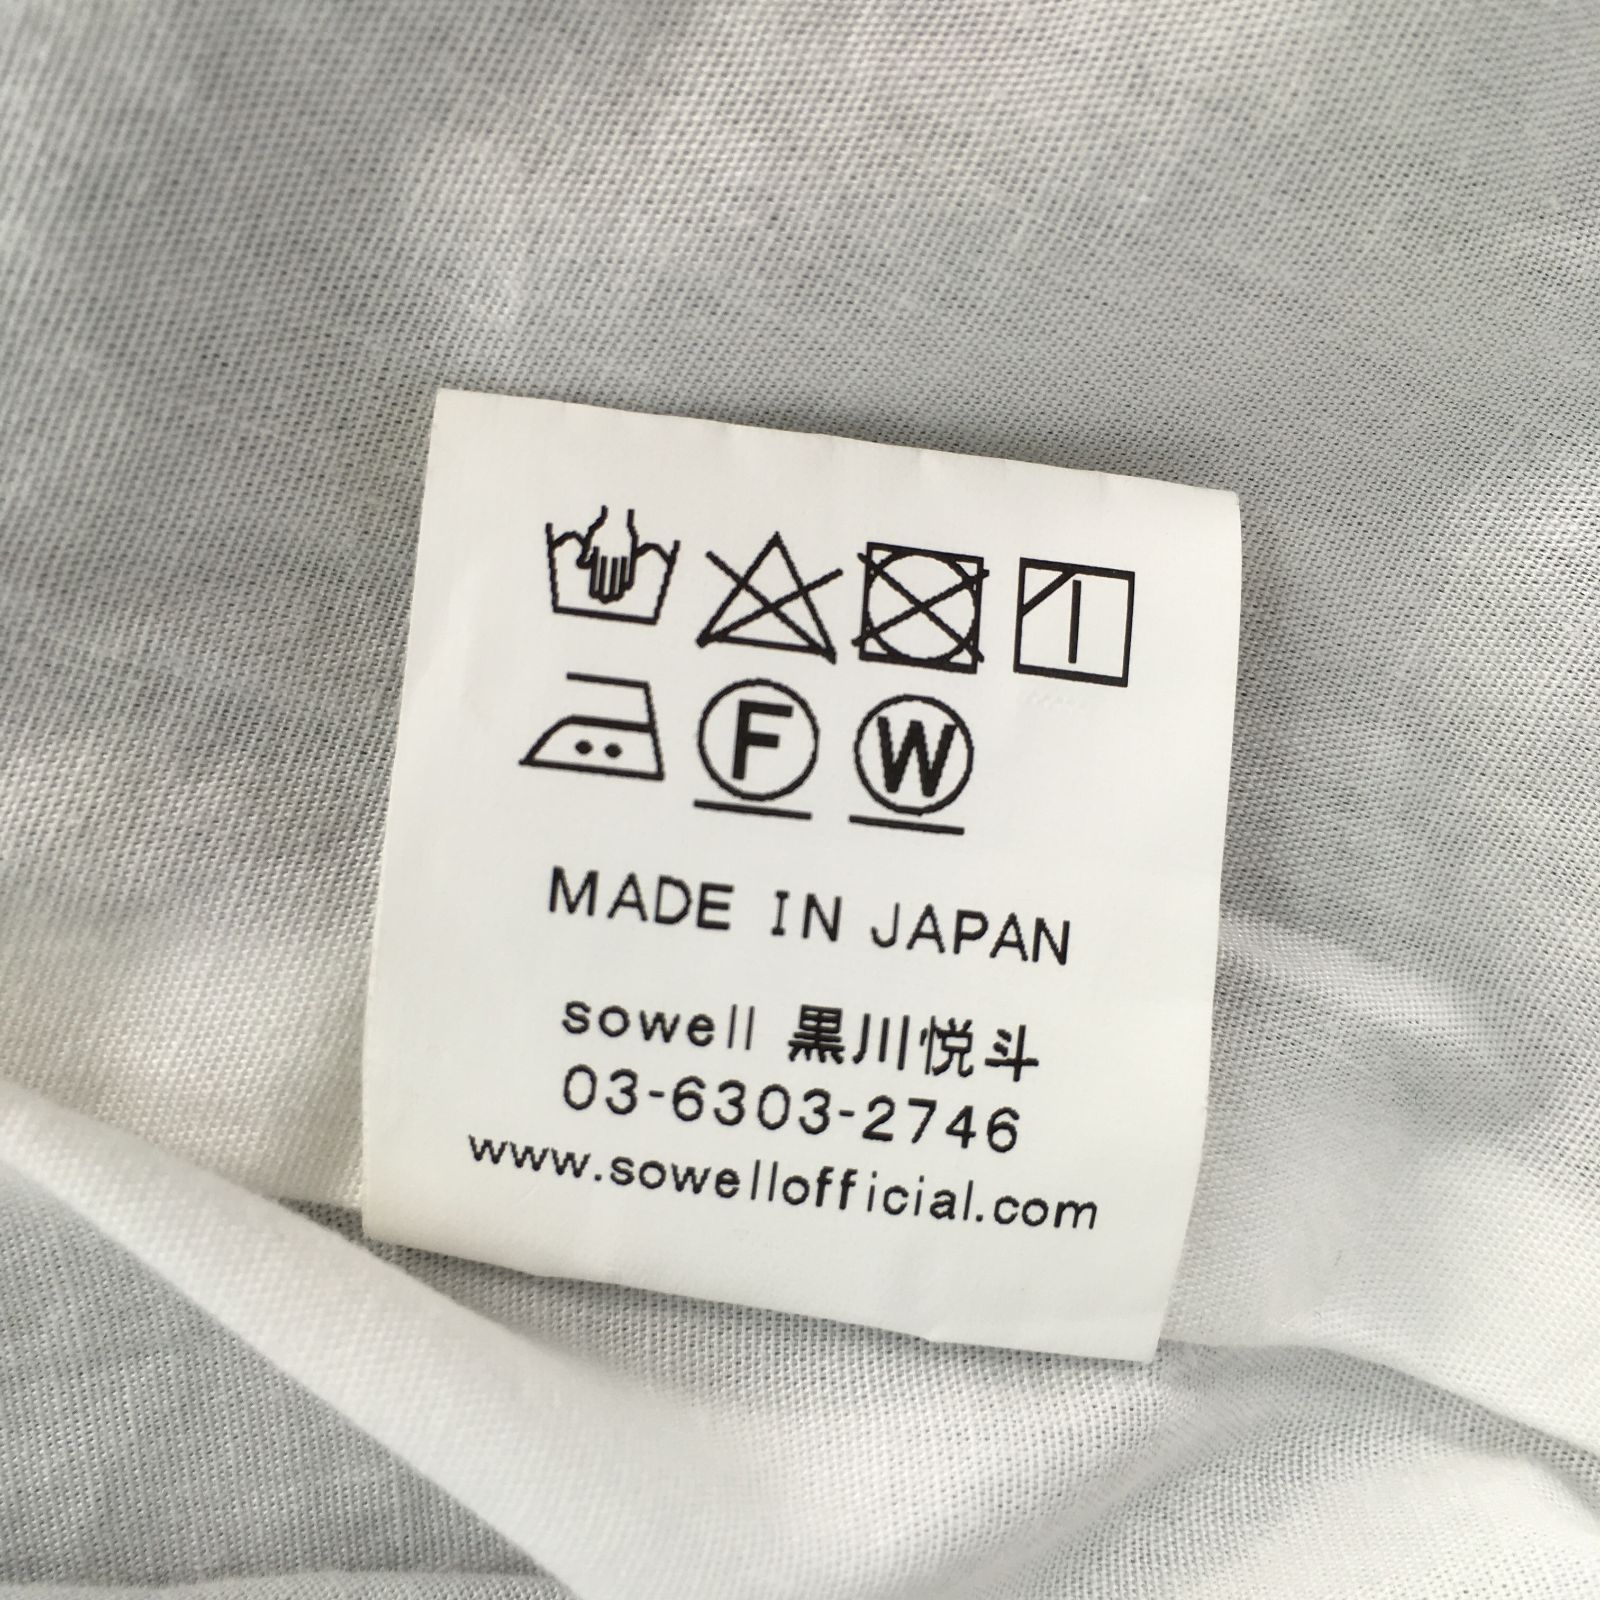 F W
MADE IN JAPAN
sowell 黒川悦斗
03-6303-2746
www.sowellofficial.com